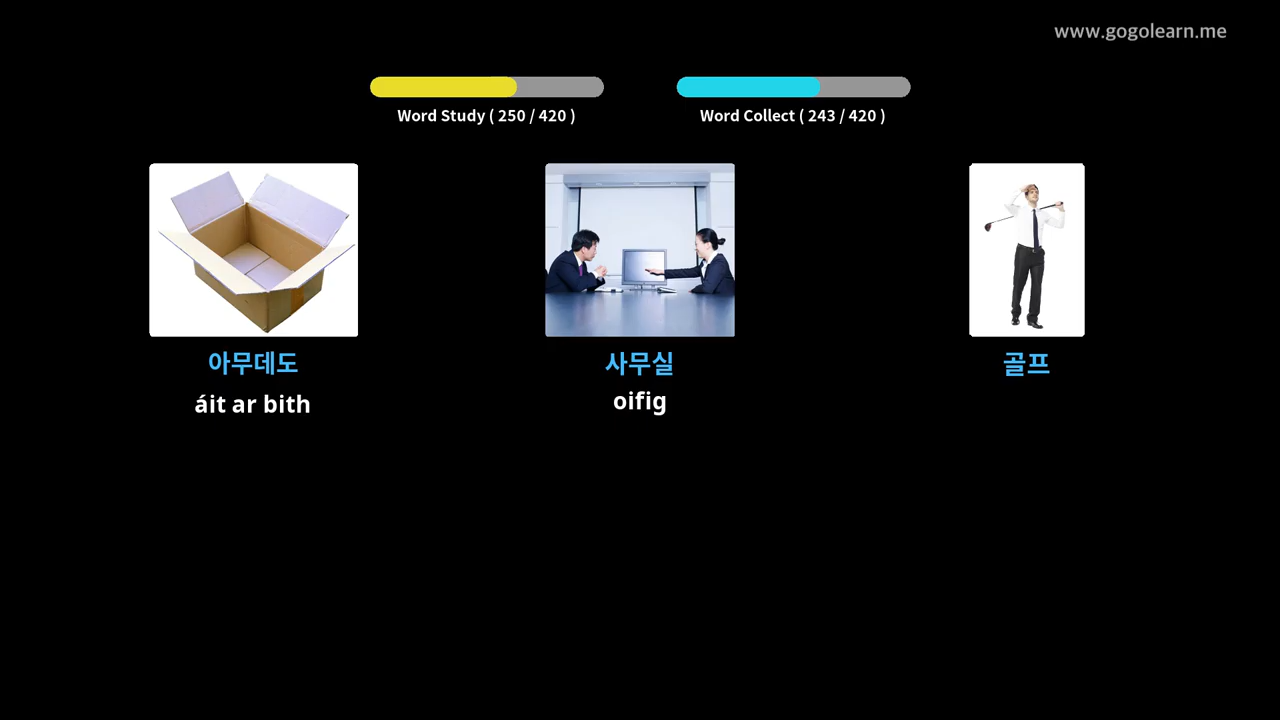 www.gogolearn.me
Word Study ( 250 / 420 )
Word Collect ( 243 / 420 )
아무데도
áit ar bith
사무실
oifig
골프